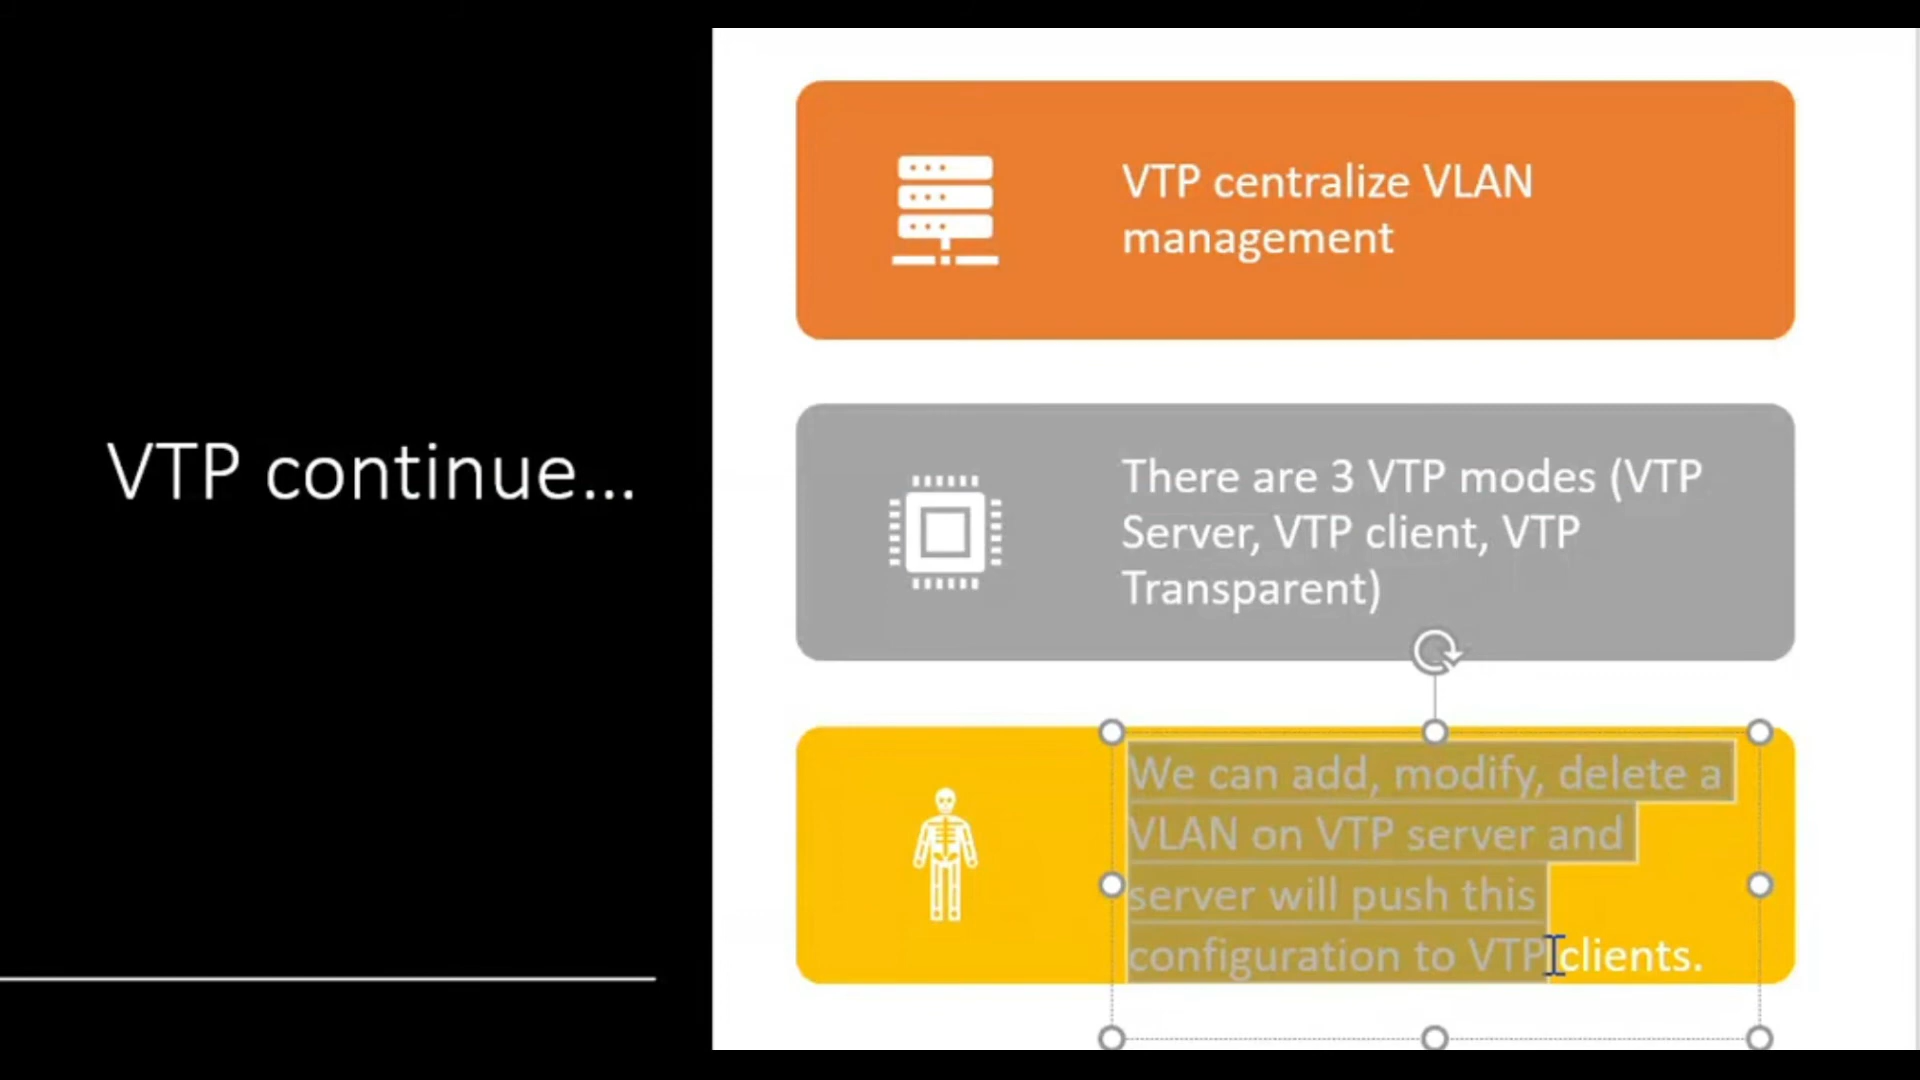 VTP continue...
VTP centralize VLAN
management
There are 3 VTP modes (VTP
Server, VTP client, VTP
Transparent)
We can add, modify, delete a
VLAN on VTP server and
server will push this
configuration to VTP clients.